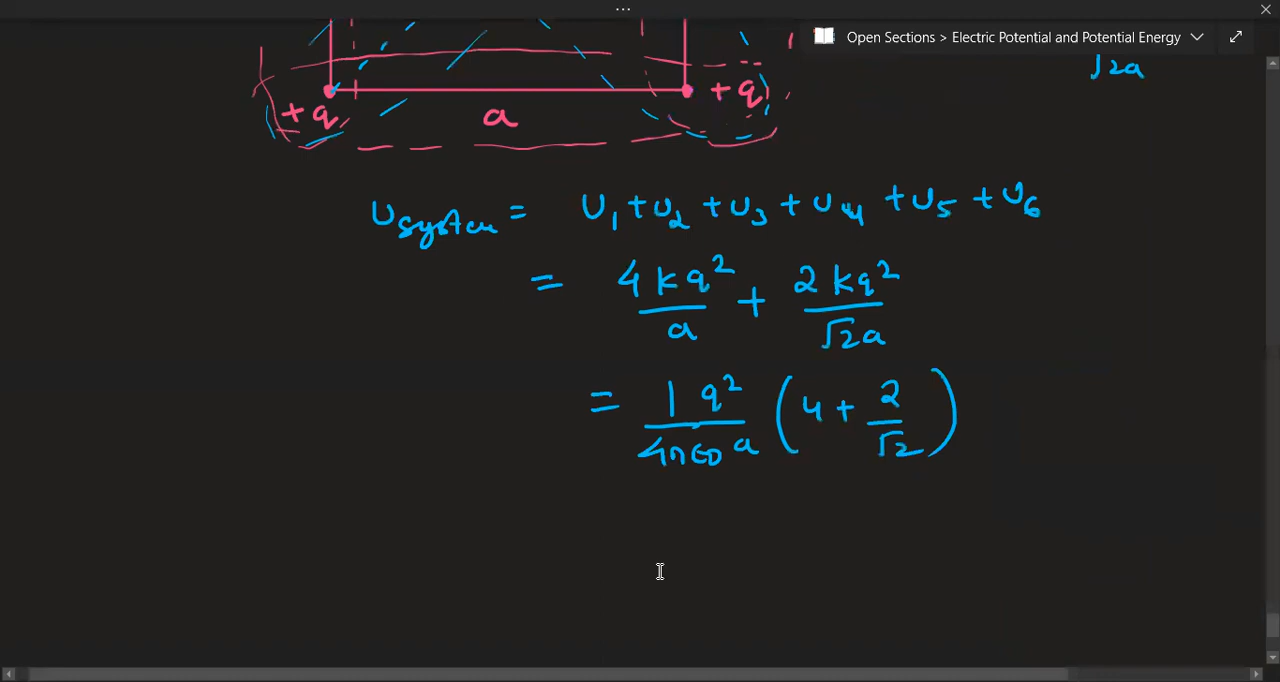 Open Sections > Electric Potential and Potential Energy
√2a
+q a +q
Usystem = U1 + U2 + U3 + U4 + U5 + U6
= 4kq²/a + 2kq²/√2a
= 1 q²/4πε0 a (4 + 2/√2)